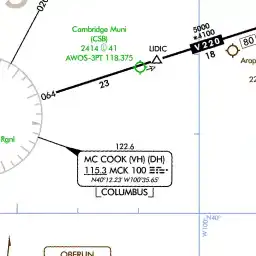 020
Cambridge Muni
(CSB)
2414 41
AWOS-3PT 118.375
LIDIC
5000
*4100
V 220
18
80
Arap
22
23
064
Rgnl
122.6
MC COOK (VH) (DH)
115.3 MCK 100
N40°12.23' W100°35.65'
COLUMBUS
N40°
W100°
OBERLIN